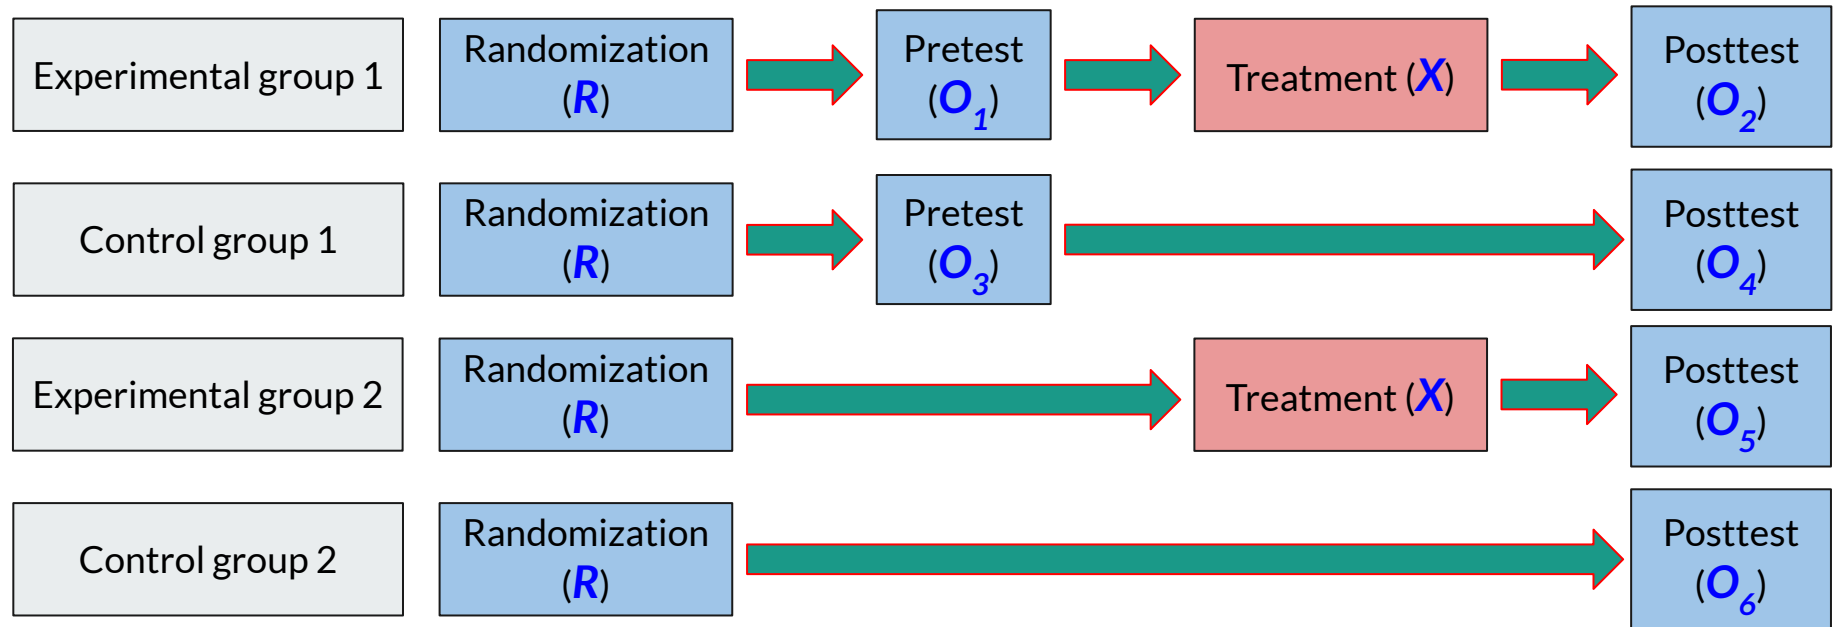 Experimental group 1
Randomization
(R)
Pretest
(O1)
Treatment (X)
Posttest
(O2)
Control group 1
Randomization
(R)
Pretest
(O3)
Posttest
(O4)
Experimental group 2
Randomization
(R)
Treatment (X)
Posttest
(O5)
Control group 2
Randomization
(R)
Posttest
(O6)